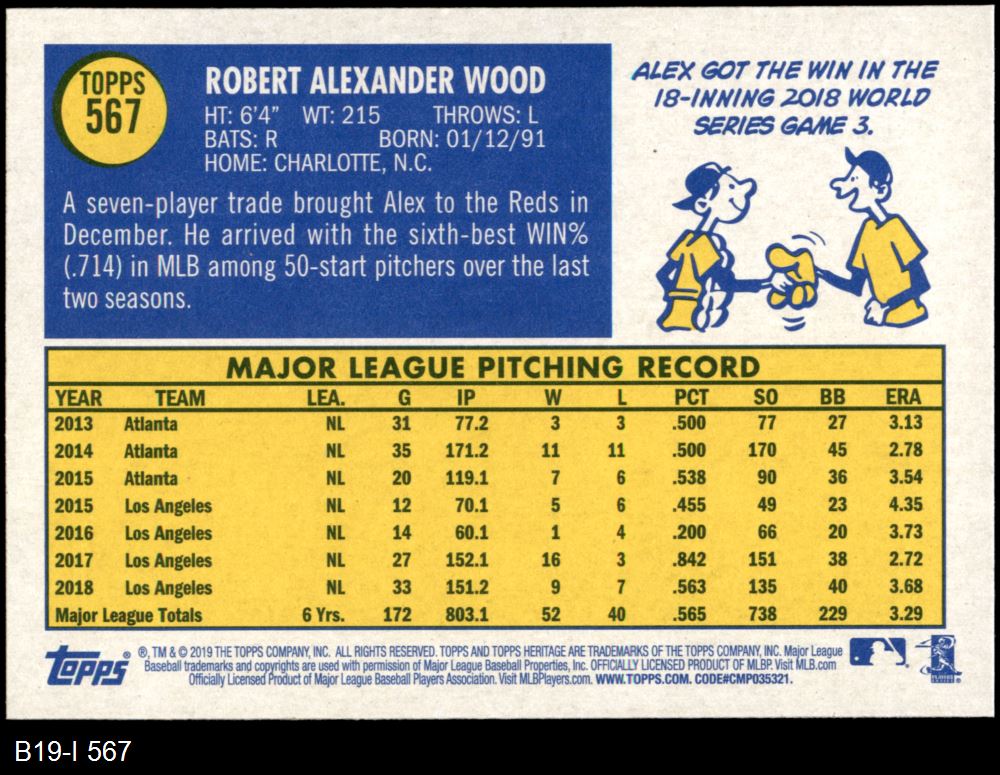 TOPPS
567
ROBERT ALEXANDER WOOD
HT: 6'4" WT: 215 THROWS: L
BATS: R BORN: 01/12/91
HOME: CHARLOTTE, N.C.
A seven-player trade brought Alex to the Reds in
December. He arrived with the sixth-best WIN%
(.714) in MLB among 50-start pitchers over the last
two seasons.
ALEX GOT THE WIN IN THE
18-INNING 2018 WORLD
SERIES GAME 3.
MAJOR LEAGUE PITCHING RECORD
YEAR TEAM LEA. G IP W L PCT SO BB ERA
2013 Atlanta NL 31 77.2 3 3 .500 77 27 3.13
2014 Atlanta NL 35 171.2 11 11 .500 170 45 2.78
2015 Atlanta NL 20 119.1 7 6 .538 90 36 3.54
2015 Los Angeles NL 12 70.1 5 6 .455 49 23 4.35
2016 Los Angeles NL 14 60.1 1 4 .200 66 20 3.73
2017 Los Angeles NL 27 152.1 16 3 .842 151 38 2.72
2018 Los Angeles NL 33 151.2 9 7 .563 135 40 3.68
Major League Totals 6 Yrs. 172 803.1 52 40 .565 738 229 3.29
Topps® ®, TM & © 2019 THE TOPPS COMPANY, INC. ALL RIGHTS RESERVED. TOPPS AND TOPPS HERITAGE ARE TRADEMARKS OF THE TOPPS COMPANY, INC. Major League
Baseball trademarks and copyrights are used with permission of Major League Baseball Properties, Inc. OFFICIALLY LICENSED PRODUCT OF MLBP. Visit MLB.com
Officially Licensed Product of Major League Baseball Players Association. Visit MLBPlayers.com. WWW.TOPPS.COM. CODE#CMP035321.
B19-I 567